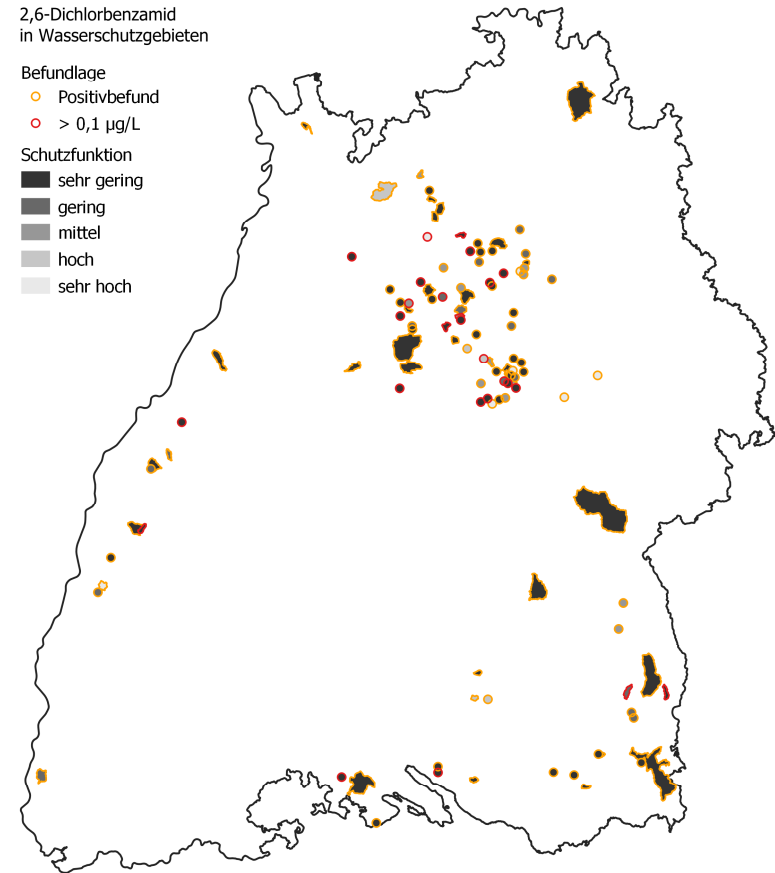 2,6-Dichlorbenzamid
in Wasserschutzgebieten
Befundlage
Positivbefund
> 0,1 µg/L
Schutzfunktion
sehr gering
gering
mittel
hoch
sehr hoch